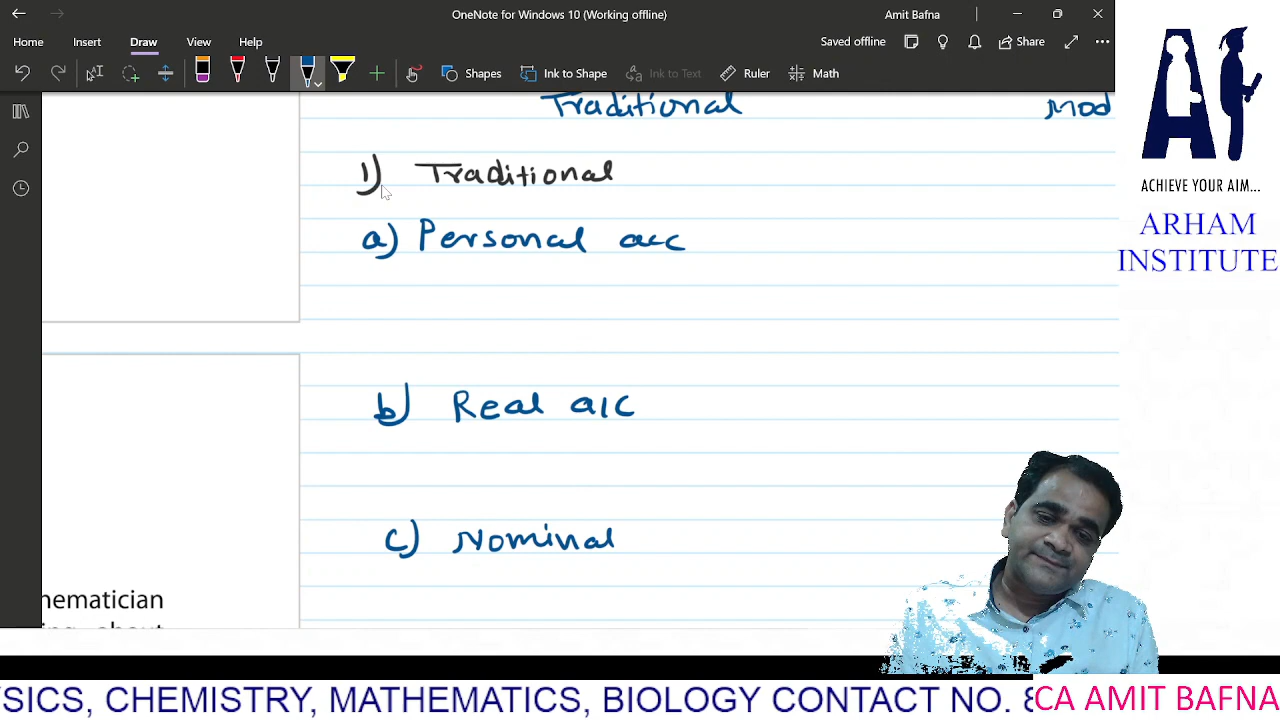 OneNote for Windows 10 (Working offline)
Amit Bafna
Home Insert Draw View Help
Saved offline
Share
Shapes
Ink to Shape
Ink to Text
Ruler
Math
Traditional
Mod
1) Traditional
a) Personal acc
b) Real a/c
c) Nominal
hematician
AI
ACHIEVE YOUR AIM...
ARHAM
INSTITUTE
YSICS, CHEMISTRY, MATHEMATICS, BIOLOGY CONTACT NO. 8
CA AMIT BAFNA